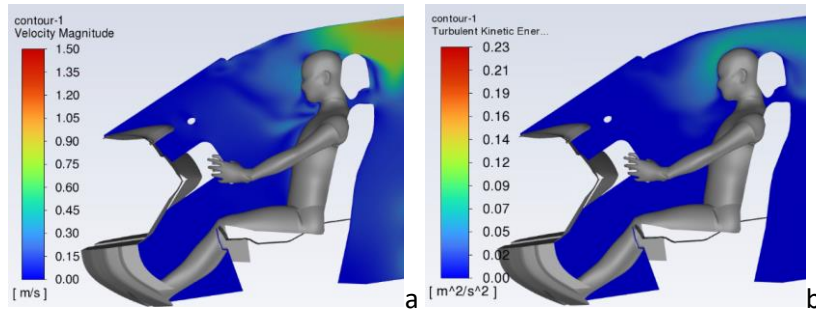 contour-1
Velocity Magnitude
1.50
1.35
1.20
1.05
0.90
0.75
0.60
0.45
0.30
0.15
0.00
[ m/s ]
a
contour-1
Turbulent Kinetic Ener...
0.23
0.21
0.19
0.16
0.14
0.12
0.09
0.07
0.05
0.02
0.00
[ m^2/s^2 ]
b